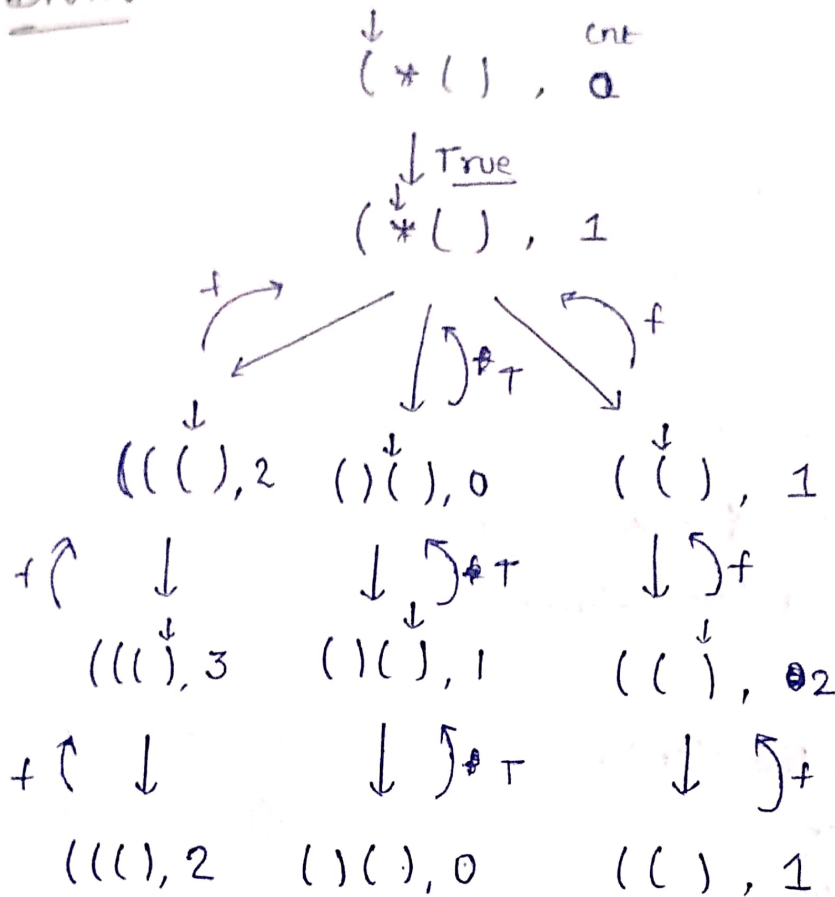 cnt
( * ( ) , 0
True
( * ( ) , 1
f f
T
( ( ( ) , 2 ( ) ( ) , 0 ( ( ) , 1
f T f
( ( ( ) , 3 ( ) ( ) , 1 ( ( ) , 2
f T f
( ( ( ) , 2 ( ) ( ) , 0 ( ( ) , 1